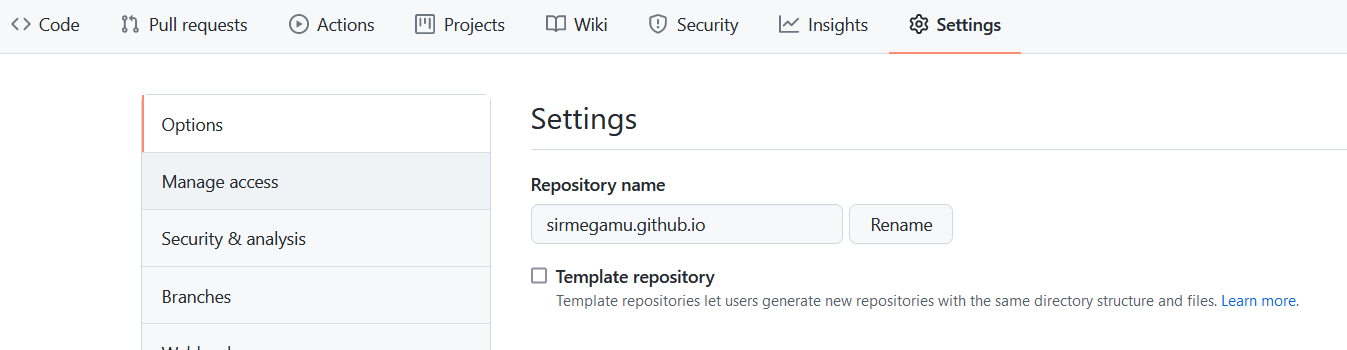 Code Pull requests Actions Projects Wiki Security Insights Settings
Options
Manage access
Security & analysis
Branches
Settings
Repository name
sirmegamu.github.io Rename
Template repository
Template repositories let users generate new repositories with the same directory structure and files. Learn more.